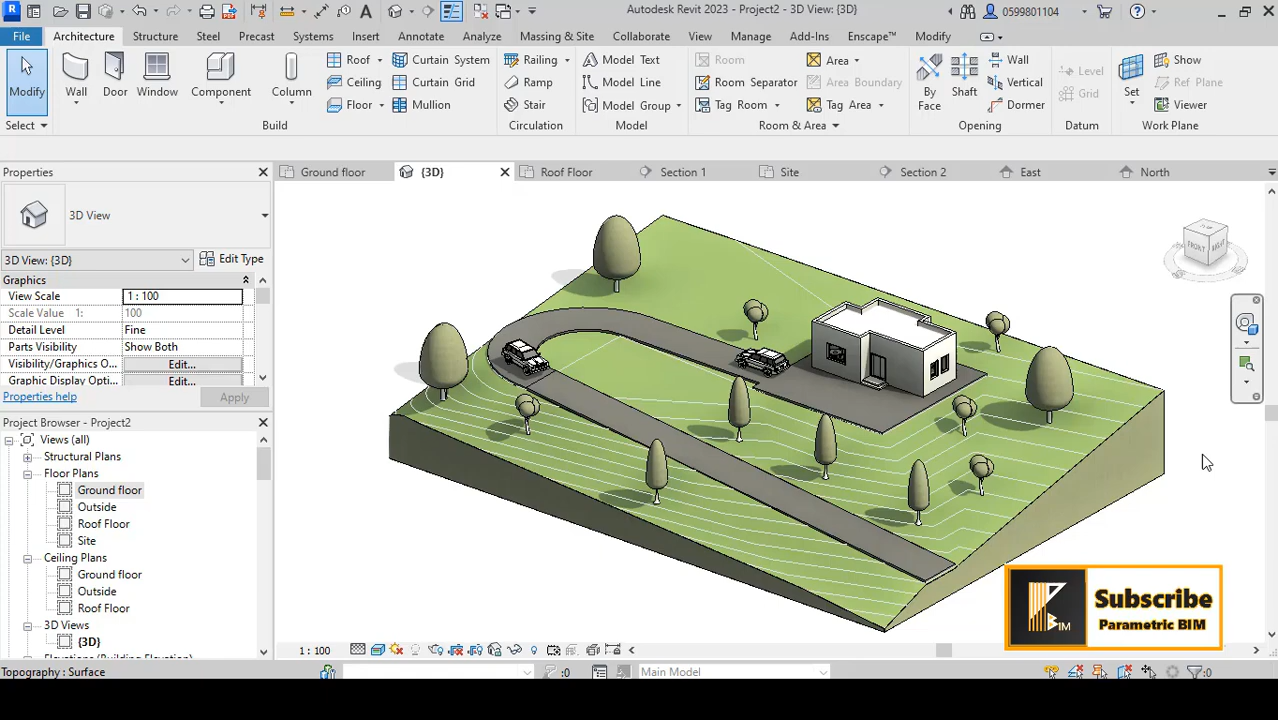 Autodesk Revit 2023 - Project2 - 3D View: {3D}
0599801104
File Architecture Structure Steel Precast Systems Insert Annotate Analyze Massing & Site Collaborate View Manage Add-Ins Enscape™ Modify
Modify Wall Door Window Component Column
Roof Curtain System Railing Model Text Room Area Wall Show
Ceiling Curtain Grid Ramp Model Line Room Separator Area Boundary Vertical Level Ref Plane
Floor Mullion Stair Model Group Tag Room Tag Area Dormer Grid Viewer
By Face Shaft Set
Select Build Circulation Model Room & Area Opening Datum Work Plane
Properties
Ground floor {3D} Roof Floor Section 1 Site Section 2 East North
3D View
3D View: {3D} Edit Type
Graphics
View Scale 1 : 100
Scale Value 1: 100
Detail Level Fine
Parts Visibility Show Both
Visibility/Graphics O... Edit...
Graphic Display Opti... Edit...
Properties help Apply
Project Browser - Project2
Views (all)
Structural Plans
Floor Plans
Ground floor
Outside
Roof Floor
Site
Ceiling Plans
Ground floor
Outside
Roof Floor
3D Views
{3D}
Elevations (Building Elevation)
FRONT RIGHT
BIM
Subscribe
Parametric BIM
1 : 100
Topography : Surface
:0
Main Model
:0